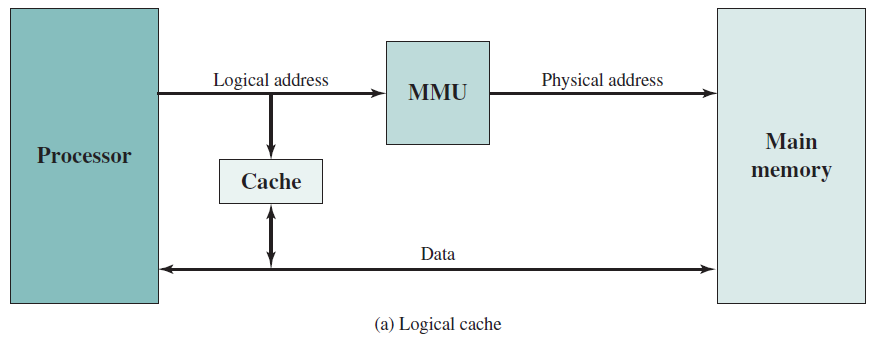 Logical address
Physical address
MMU
Processor
Main
memory
Cache
Data
(a) Logical cache